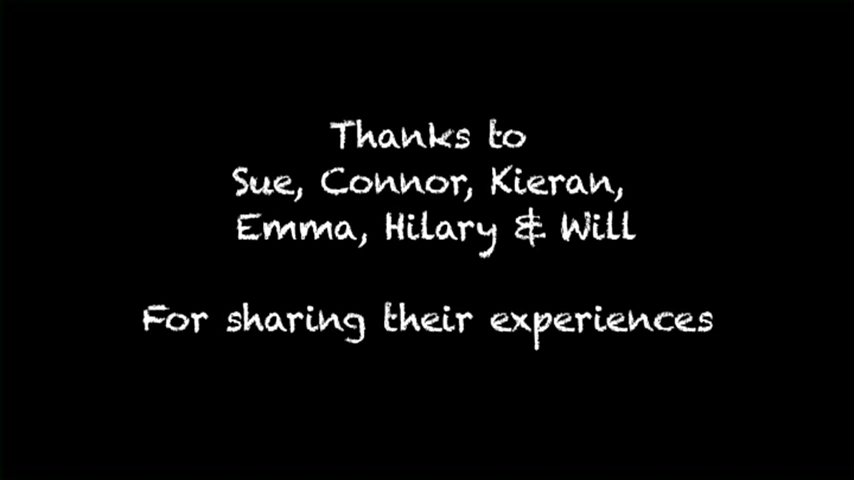 Thanks to
Sue, Connor, Kieran,
Emma, Hilary & Will
For sharing their experiences